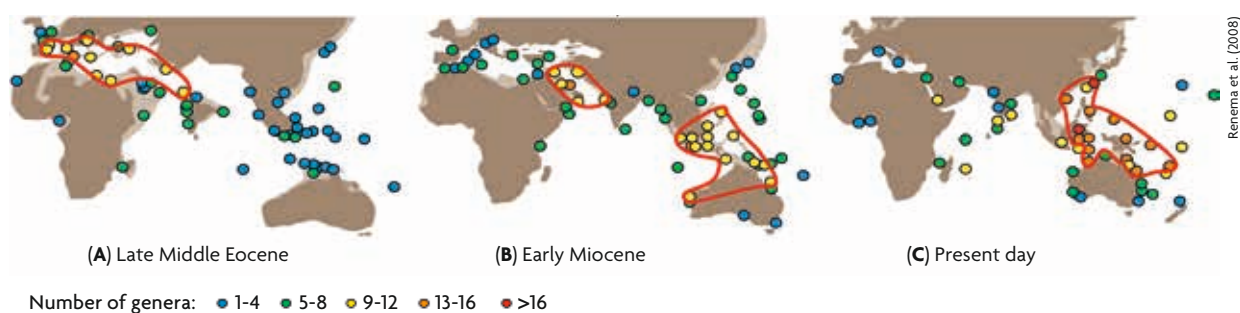 Renema et al. (2008)
(A) Late Middle Eocene
(B) Early Miocene
(C) Present day
Number of genera: 1-4 5-8 9-12 13-16 >16